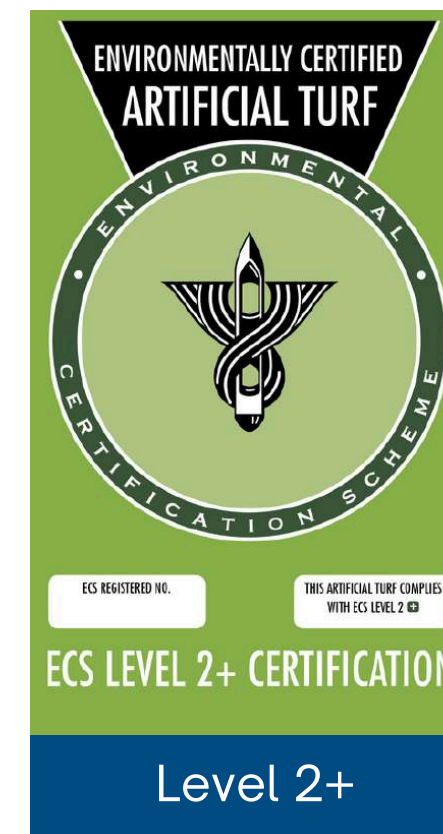 ENVIRONMENTALLY CERTIFIED
ARTIFICIAL TURF
ENVIRONMENTAL
CERTIFICATION SCHEME
ECS REGISTERED NO.
THIS ARTIFICIAL TURF COMPLIES
WITH ECS LEVEL 2 +
ECS LEVEL 2+ CERTIFICATION
Level 2+